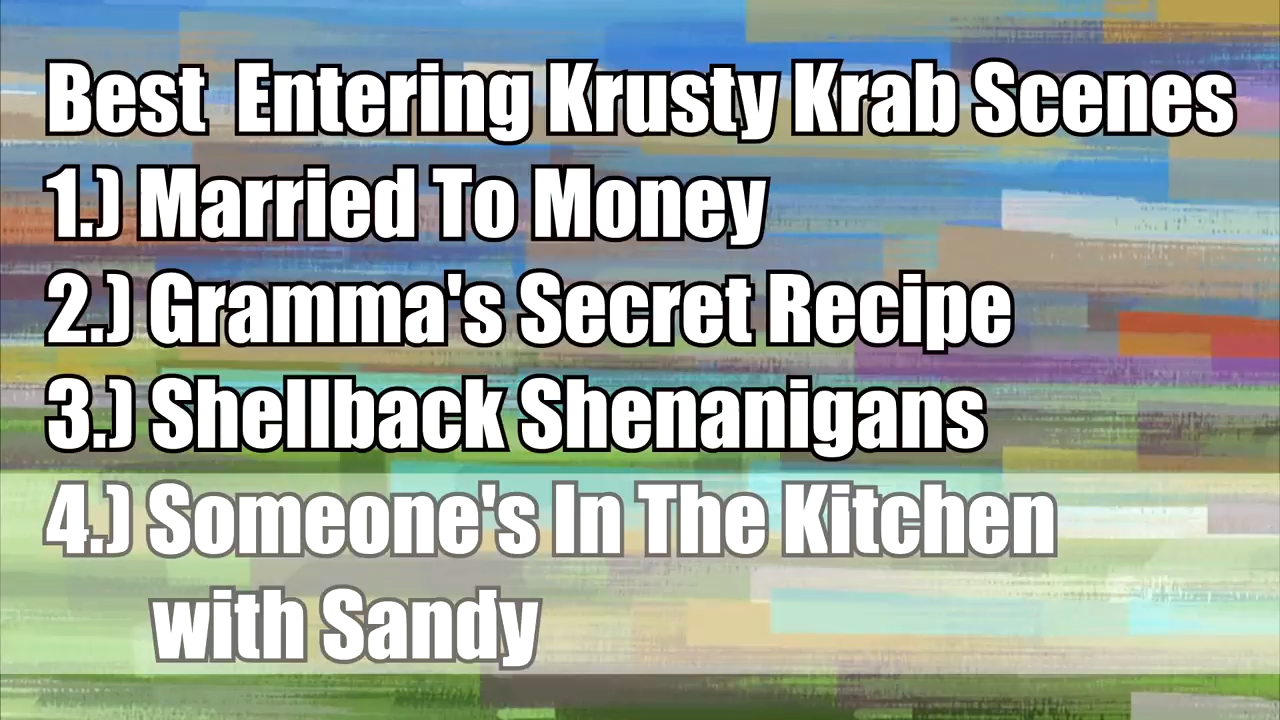 Best  Entering Krusty Krab Scenes
1.) Married To Money
2.) Gramma's Secret Recipe
3.) Shellback Shenanigans
4.) Someone's In The Kitchen
with Sandy